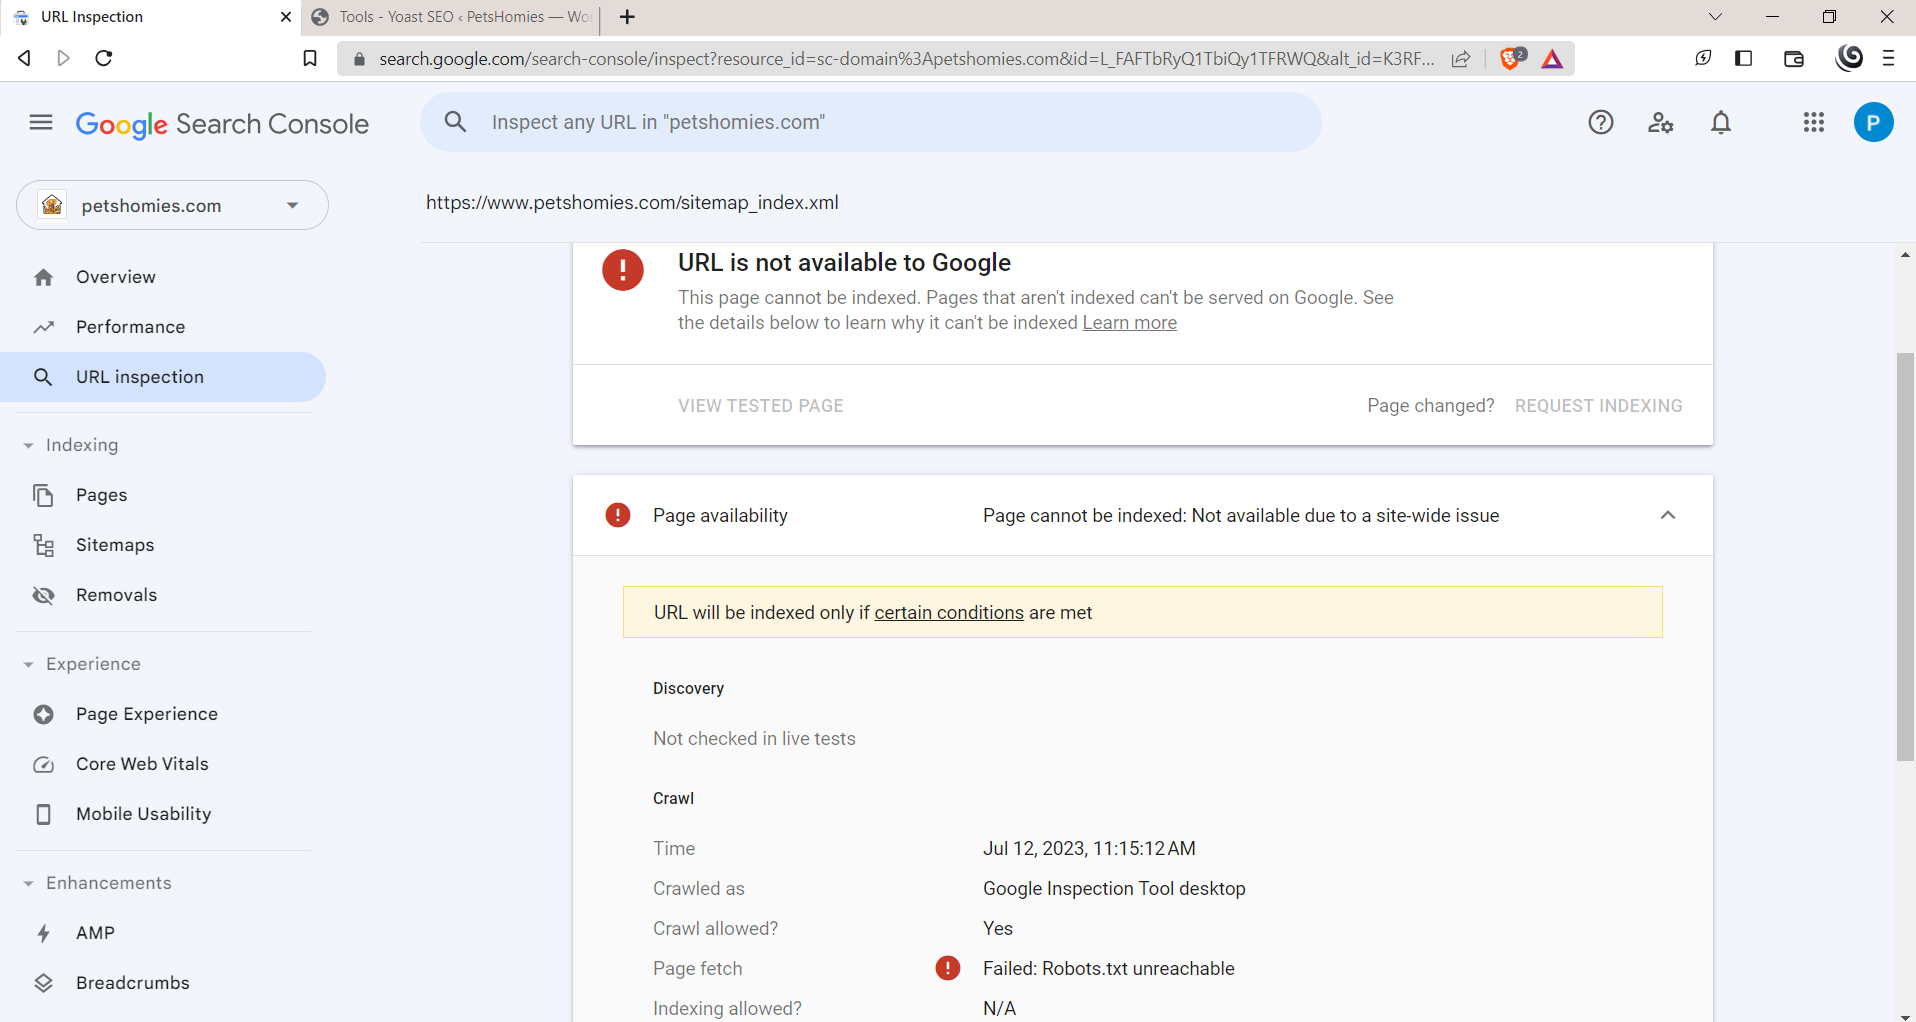 URL Inspection
Tools - Yoast SEO ‹ PetsHomies — Wo
search.google.com/search-console/inspect?resource_id=sc-domain%3Apetshomies.com&id=L_FAFTbRyQ1TbiQy1TFRWQ&alt_id=K3RF...
2
Google Search Console
Inspect any URL in "petshomies.com"
P
petshomies.com
https://www.petshomies.com/sitemap_index.xml
Overview
Performance
URL inspection
Indexing
Pages
Sitemaps
Removals
Experience
Page Experience
Core Web Vitals
Mobile Usability
Enhancements
AMP
Breadcrumbs
URL is not available to Google
This page cannot be indexed. Pages that aren't indexed can't be served on Google. See
the details below to learn why it can't be indexed Learn more
VIEW TESTED PAGE
Page changed? REQUEST INDEXING
Page availability Page cannot be indexed: Not available due to a site-wide issue
URL will be indexed only if certain conditions are met
Discovery
Not checked in live tests
Crawl
Time Jul 12, 2023, 11:15:12 AM
Crawled as Google Inspection Tool desktop
Crawl allowed? Yes
Page fetch Failed: Robots.txt unreachable
Indexing allowed? N/A